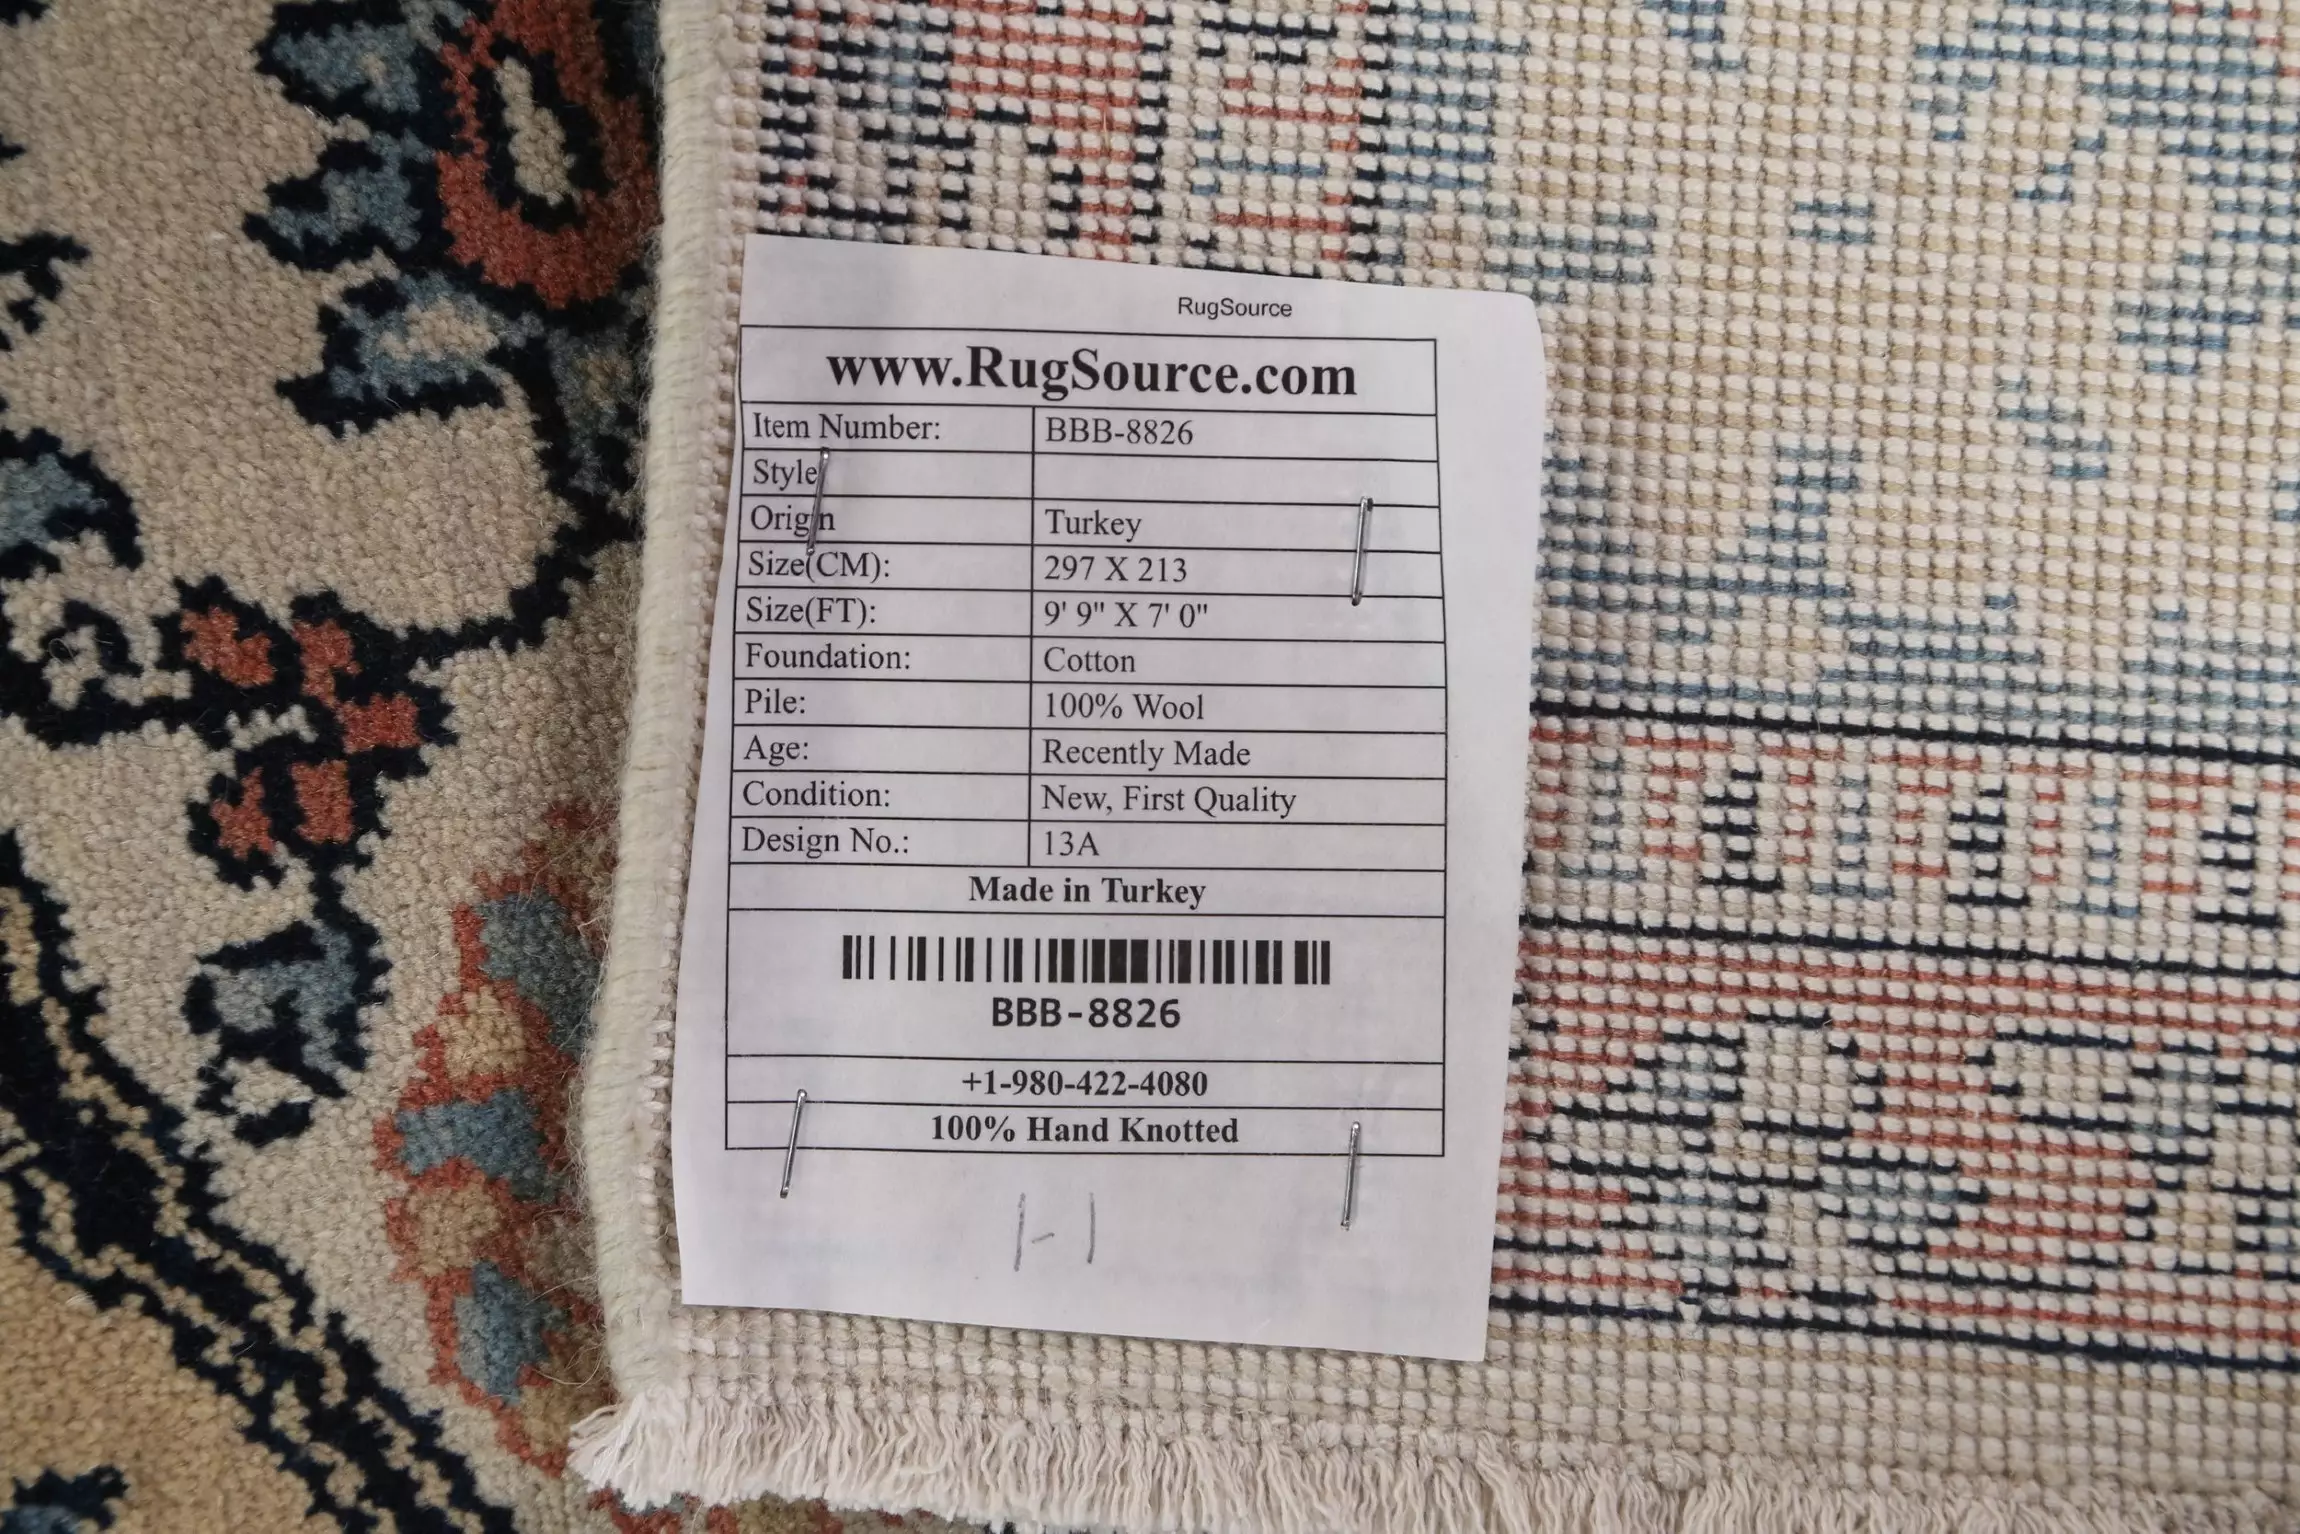 RugSource
www.RugSource.com
Item Number: BBB-8826
Style
Origin Turkey
Size(CM): 297 X 213
Size(FT): 9' 9" X 7' 0"
Foundation: Cotton
Pile: 100% Wool
Age: Recently Made
Condition: New, First Quality
Design No.: 13A
Made in Turkey
BBB-8826
+1-980-422-4080
100% Hand Knotted
1-1